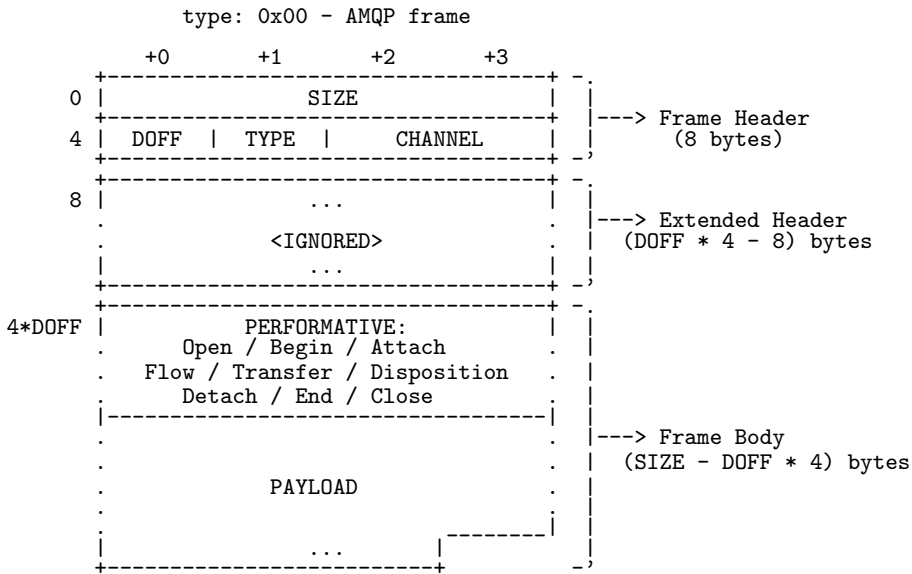 type: 0x00 - AMQP frame
+0 +1 +2 +3
0 SIZE
4 DOFF | TYPE | CHANNEL
---> Frame Header
(8 bytes)
8 ...
<IGNORED>
...
---> Extended Header
(DOFF * 4 - 8) bytes
4*DOFF PERFORMATIVE:
Open / Begin / Attach
Flow / Transfer / Disposition
Detach / End / Close
PAYLOAD
...
---> Frame Body
(SIZE - DOFF * 4) bytes